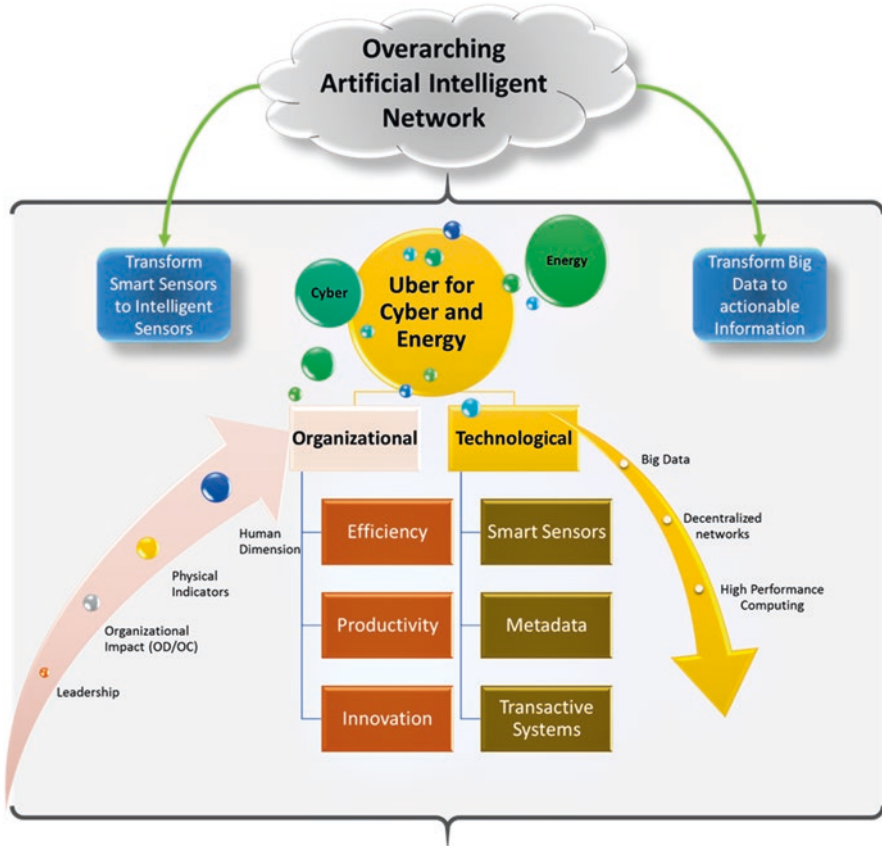 Overarching
Artificial Intelligent
Network
Transform
Smart Sensors
to Intelligent
Sensors
Cyber
Uber for
Cyber and
Energy
Energy
Transform Big
Data to
actionable
Information
Organizational
Technological
Efficiency
Productivity
Innovation
Smart Sensors
Metadata
Transactive
Systems
Human
Dimension
Physical
Indicators
Organizational
Impact (OD/OC)
Leadership
Big Data
Decentralized
networks
High Performance
Computing